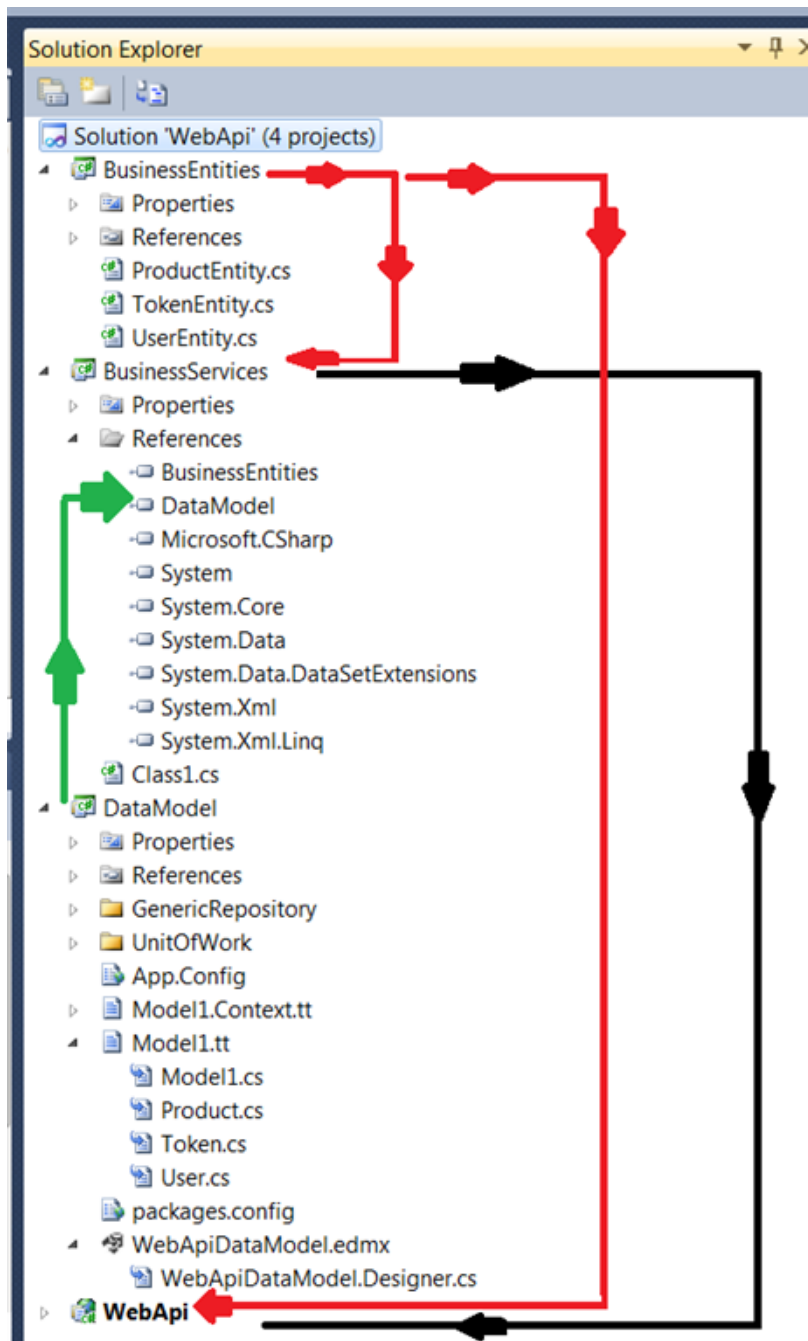 Solution Explorer
Solution 'WebApi' (4 projects)
BusinessEntities
Properties
References
ProductEntity.cs
TokenEntity.cs
UserEntity.cs
BusinessServices
Properties
References
BusinessEntities
DataModel
Microsoft.CSharp
System
System.Core
System.Data
System.Data.DataSetExtensions
System.Xml
System.Xml.Linq
Class1.cs
DataModel
Properties
References
GenericRepository
UnitOfWork
App.Config
Model1.Context.tt
Model1.tt
Model1.cs
Product.cs
Token.cs
User.cs
packages.config
WebApiDataModel.edmx
WebApiDataModel.Designer.cs
WebApi